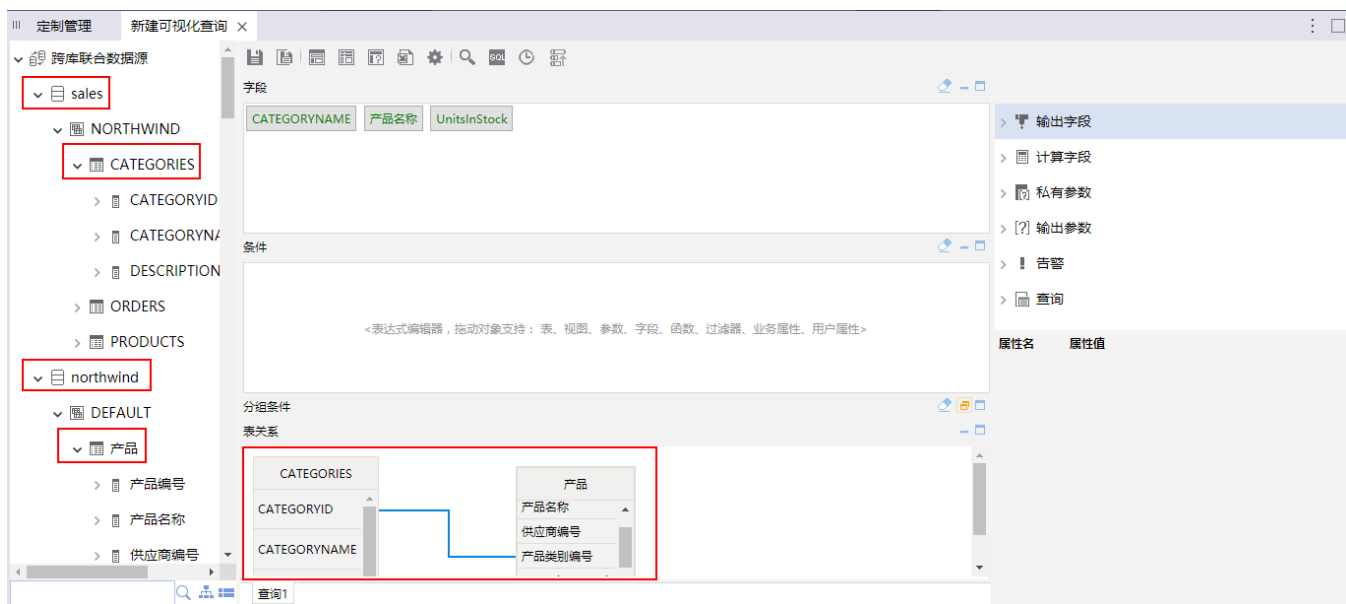 定制管理 新建可视化查询
跨库联合数据源
sales
NORTHWIND
CATEGORIES
CATEGORYID
CATEGORYNA
DESCRIPTION
ORDERS
PRODUCTS
northwind
DEFAULT
产品
产品编号
产品名称
供应商编号
SQL
字段
CATEGORYNAME 产品名称 UnitsInStock
条件
<表达式编辑器，拖动对象支持：表、视图、参数、字段、函数、过滤器、业务属性、用户属性>
分组条件
表关系
CATEGORIES
CATEGORYID
CATEGORYNAME
产品
产品名称
供应商编号
产品类别编号
查询1
输出字段
计算字段
私有参数
[?] 输出参数
告警
查询
属性名 属性值